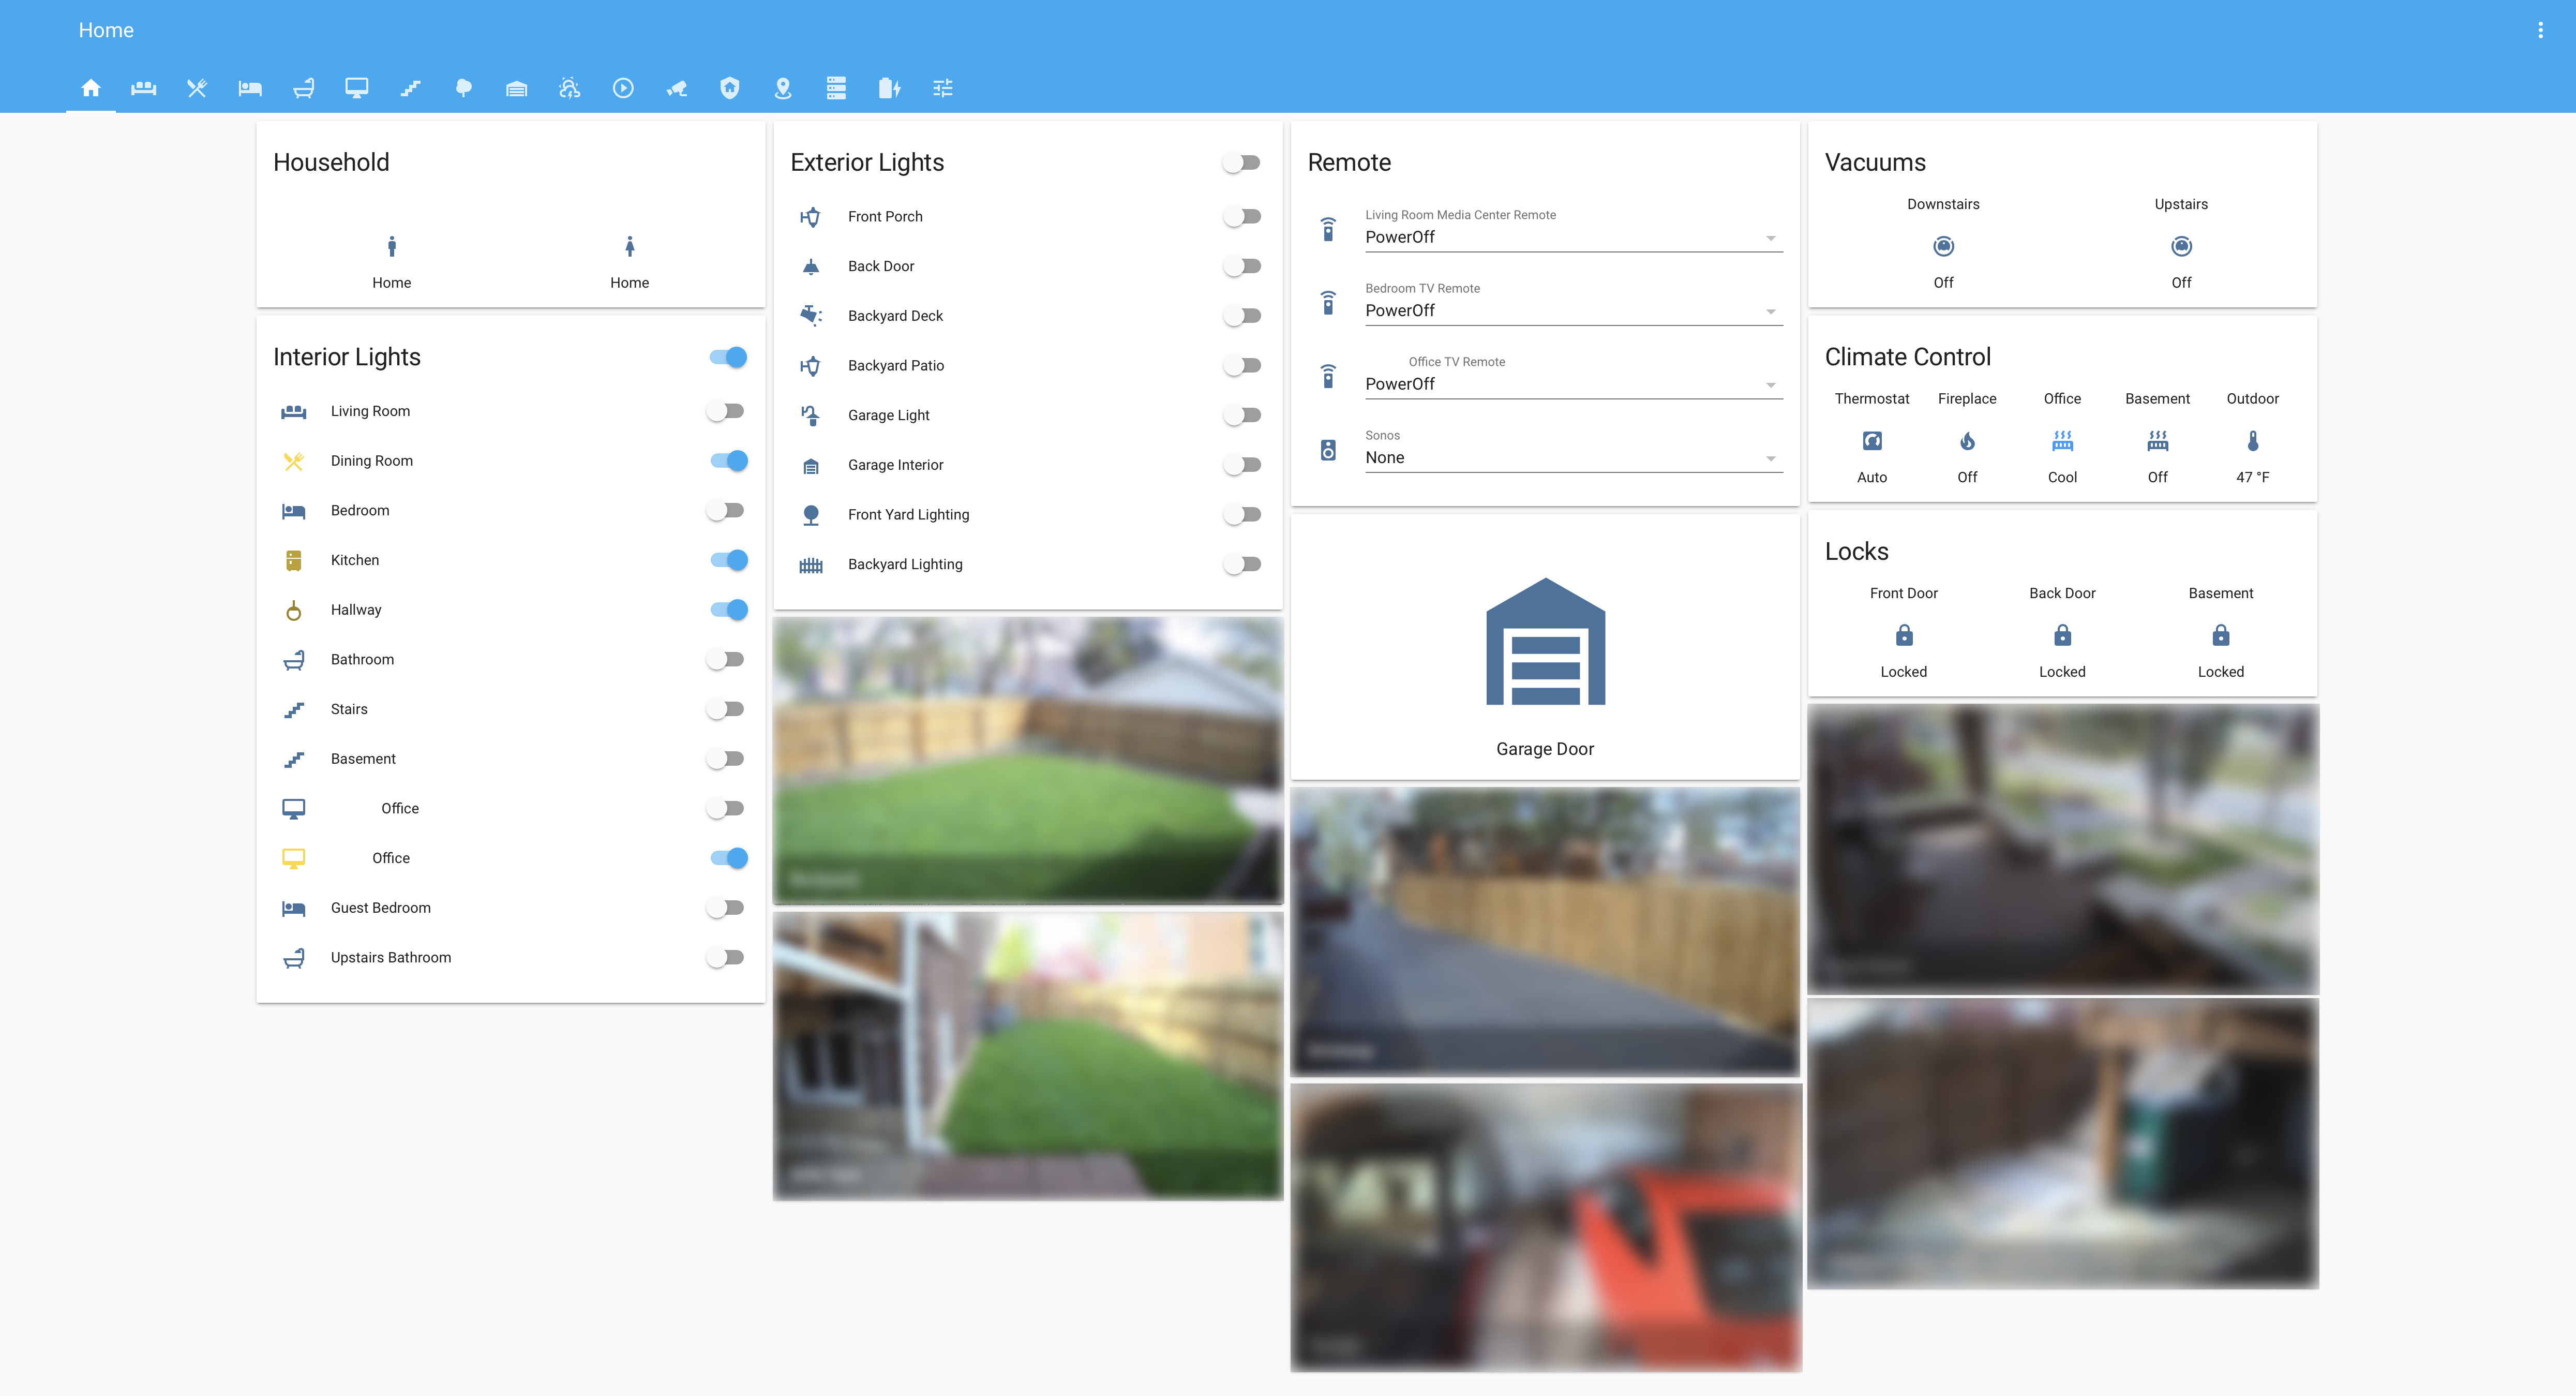 Home
Household
Home
Home
Interior Lights
Living Room
Dining Room
Bedroom
Kitchen
Hallway
Bathroom
Stairs
Basement
Office
Office
Guest Bedroom
Upstairs Bathroom
Exterior Lights
Front Porch
Back Door
Backyard Deck
Backyard Patio
Garage Light
Garage Interior
Front Yard Lighting
Backyard Lighting
Remote
Living Room Media Center Remote
PowerOff
Bedroom TV Remote
PowerOff
Office TV Remote
PowerOff
Sonos
None
Garage Door
Vacuums
Downstairs Upstairs
Off Off
Climate Control
Thermostat Fireplace Office Basement Outdoor
Auto Off Cool Off 47 °F
Locks
Front Door Back Door Basement
Locked Locked Locked